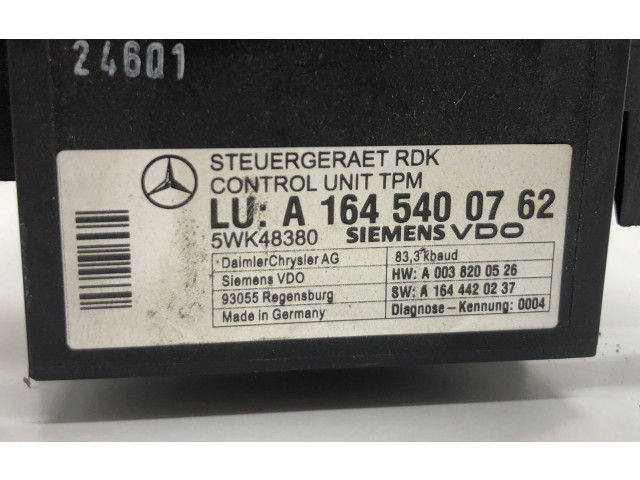 24601
STEUERGERAET RDK
CONTROL UNIT TPM
LU: A 164 540 07 62
5WK48380 SIEMENS VDO
DaimlerChrysler AG
Siemens VDO
93055 Regensburg
Made in Germany
83,3 kbaud
HW: A 003 820 05 26
SW: A 164 442 02 37
Diagnose – Kennung: 0004